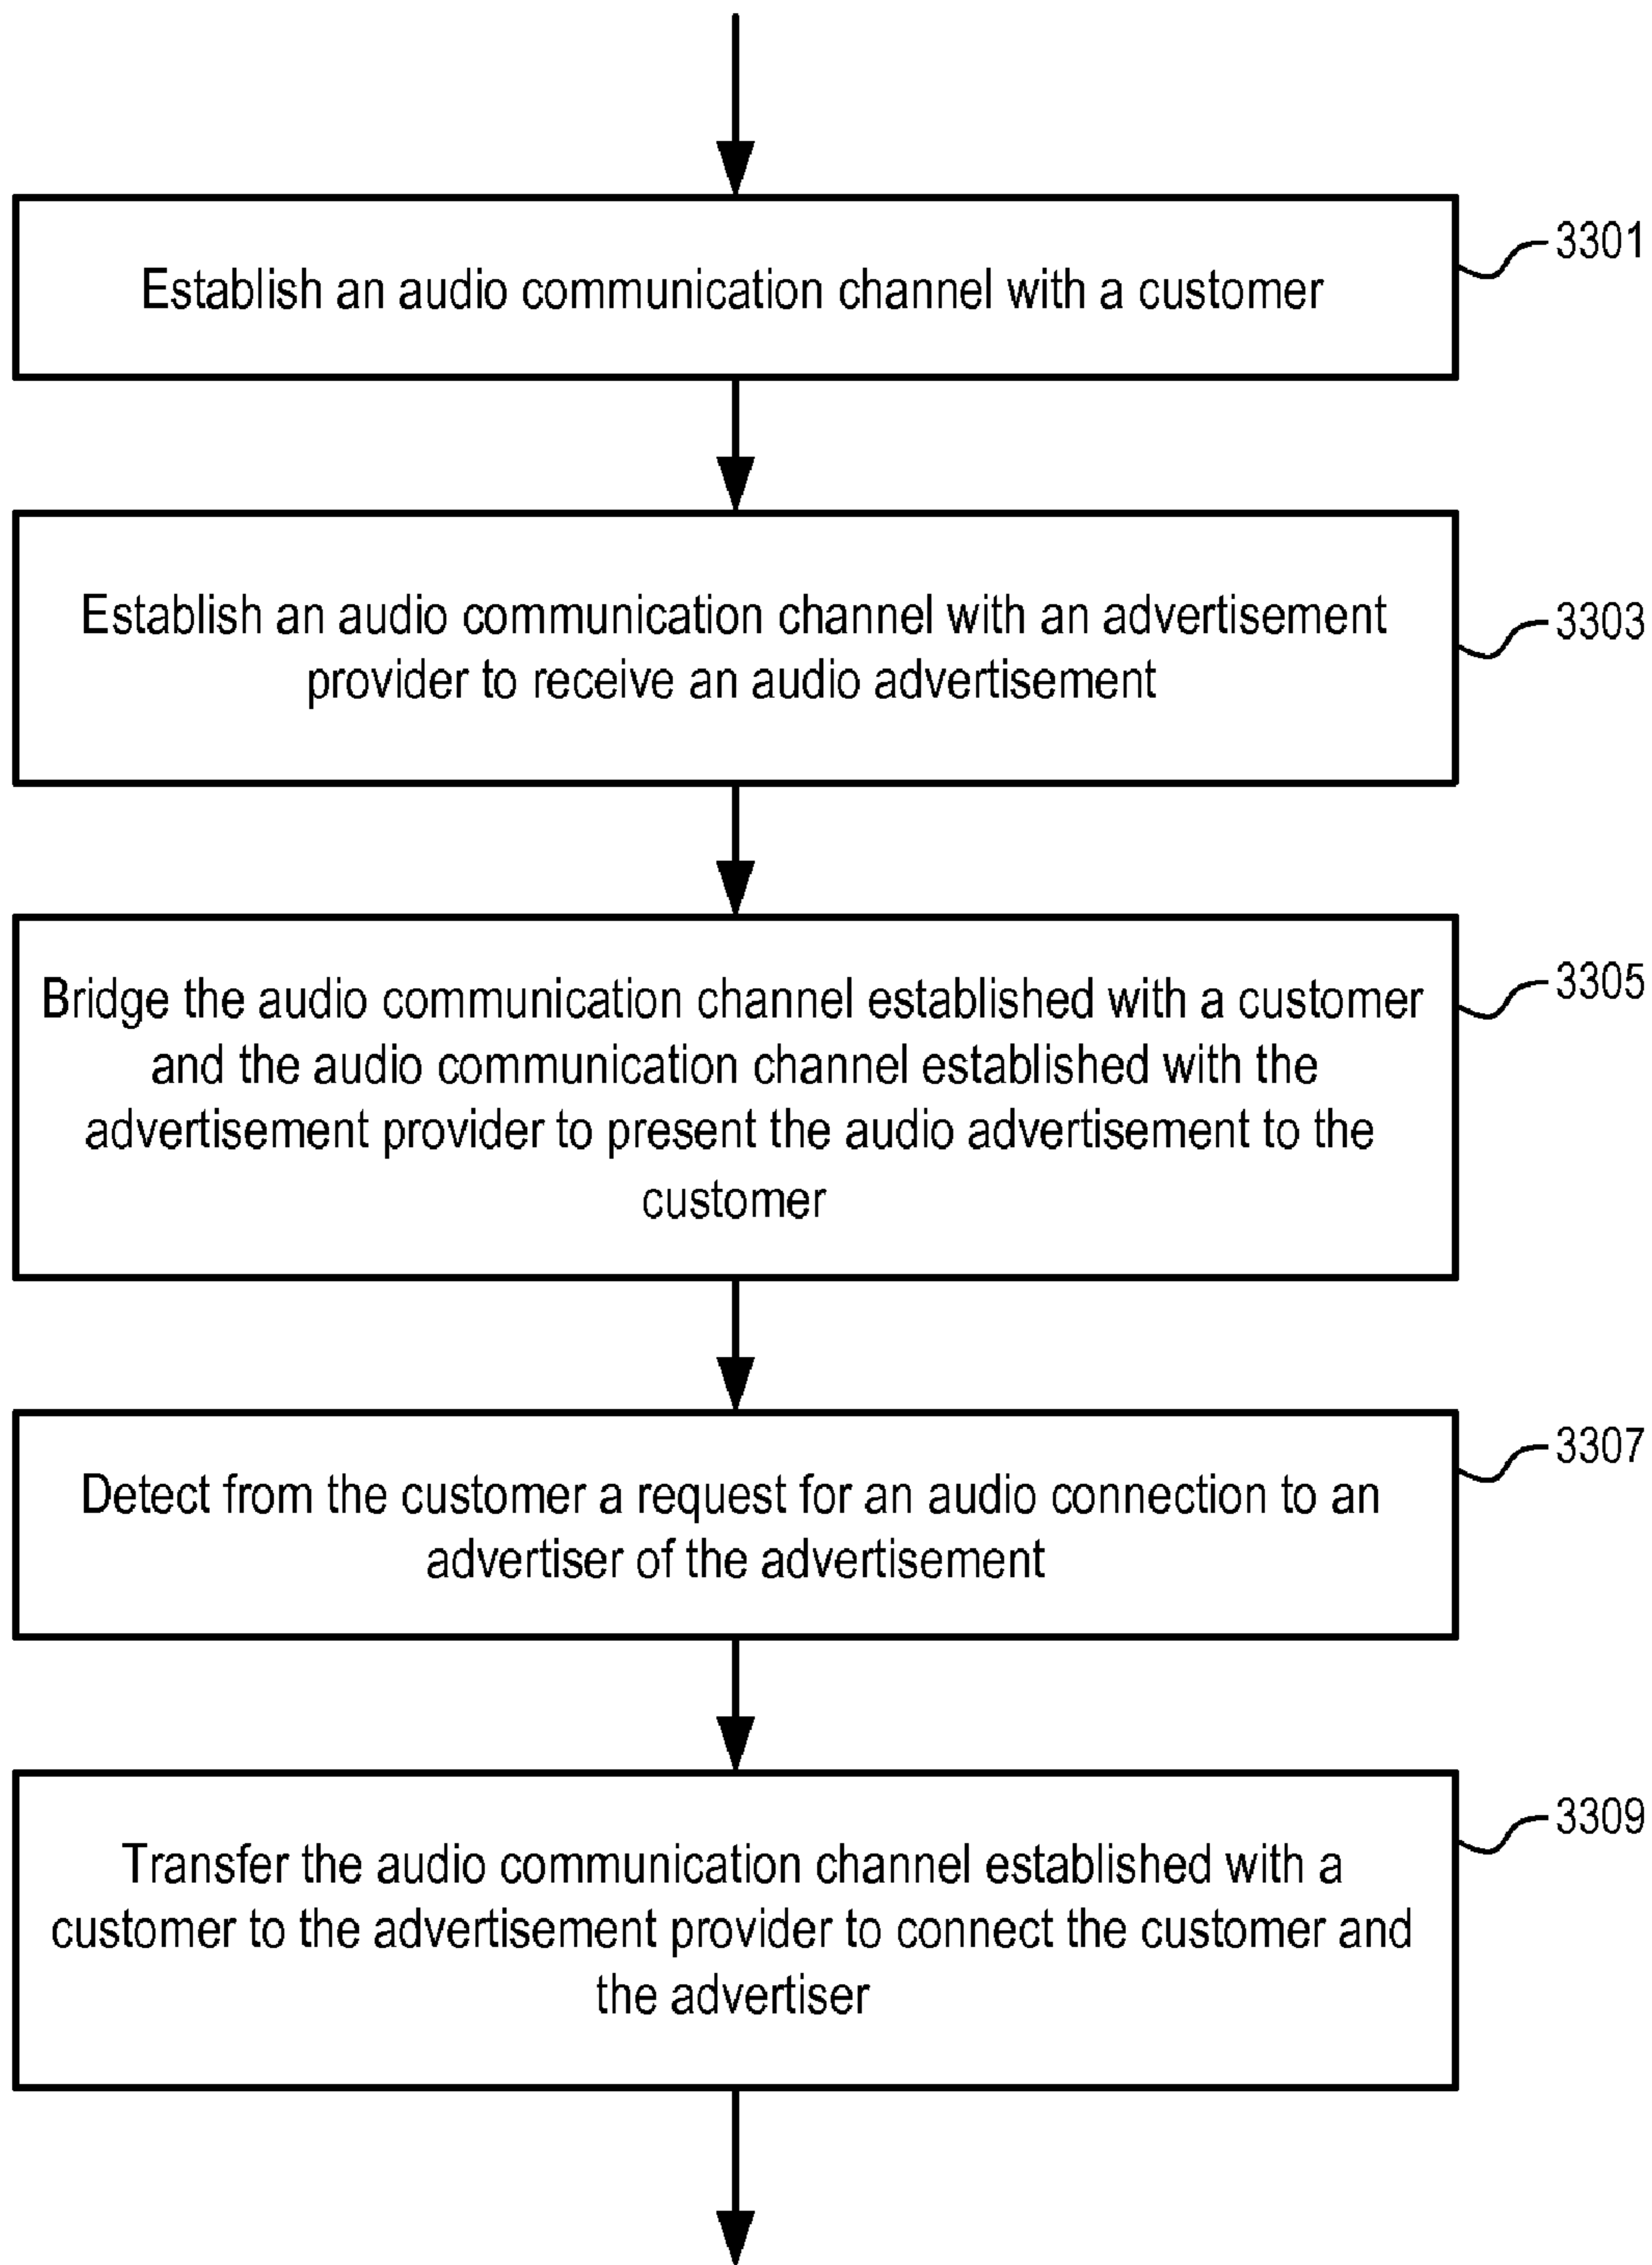 Establish an audio communication channel with a customer
3301
Establish an audio communication channel with an advertisement
provider to receive an audio advertisement
3303
Bridge the audio communication channel established with a customer
and the audio communication channel established with the
advertisement provider to present the audio advertisement to the
customer
3305
Detect from the customer a request for an audio connection to an
advertiser of the advertisement
3307
Transfer the audio communication channel established with a
customer to the advertisement provider to connect the customer and
the advertiser
3309